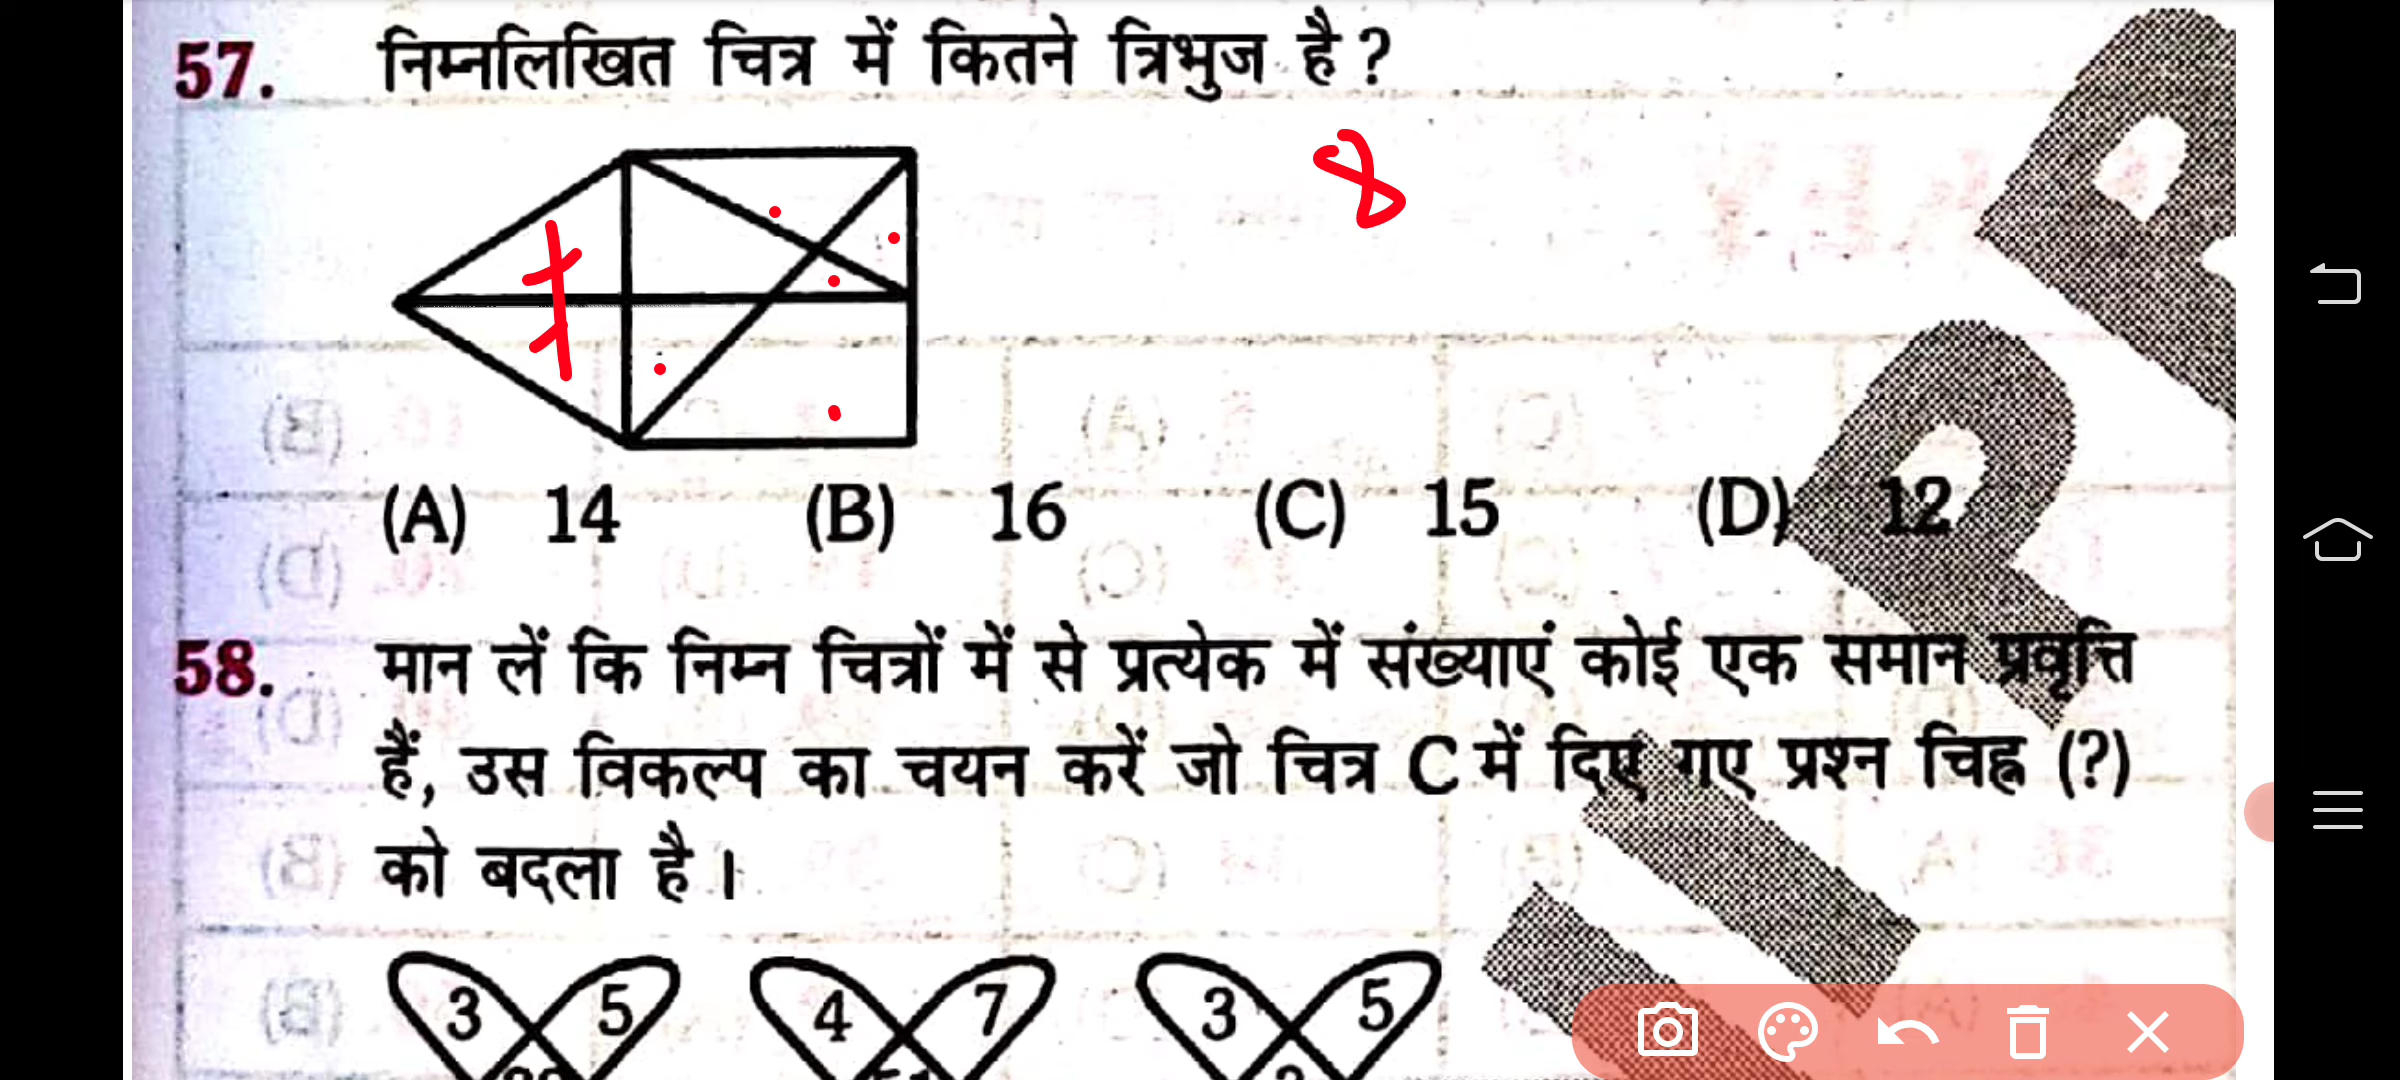 57. निम्नलिखित चित्र में कितने त्रिभुज है ?
8
(A) 14 (B) 16 (C) 15 (D) 12
58. मान लें कि निम्न चित्रों में से प्रत्येक में संख्याएं कोई एक समान प्रवृत्ति
हैं, उस विकल्प का चयन करें जो चित्र C में दिए गए प्रश्न चिह्न (?)
को बदला है।
3 5 4 7 3 5